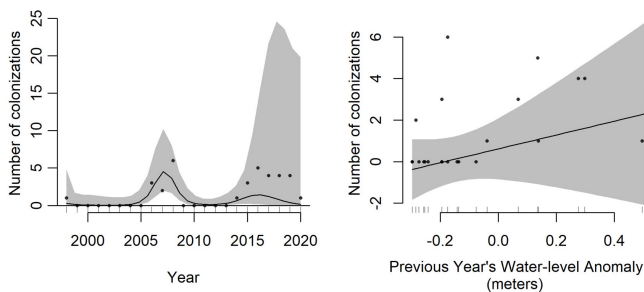 Number of colonizations
25
20
15
10
5
0
2000 2005 2010 2015 2020
Year
Number of colonizations
6
4
2
0
-2
-0.2 0.0 0.2 0.4
Previous Year's Water-level Anomaly
(meters)